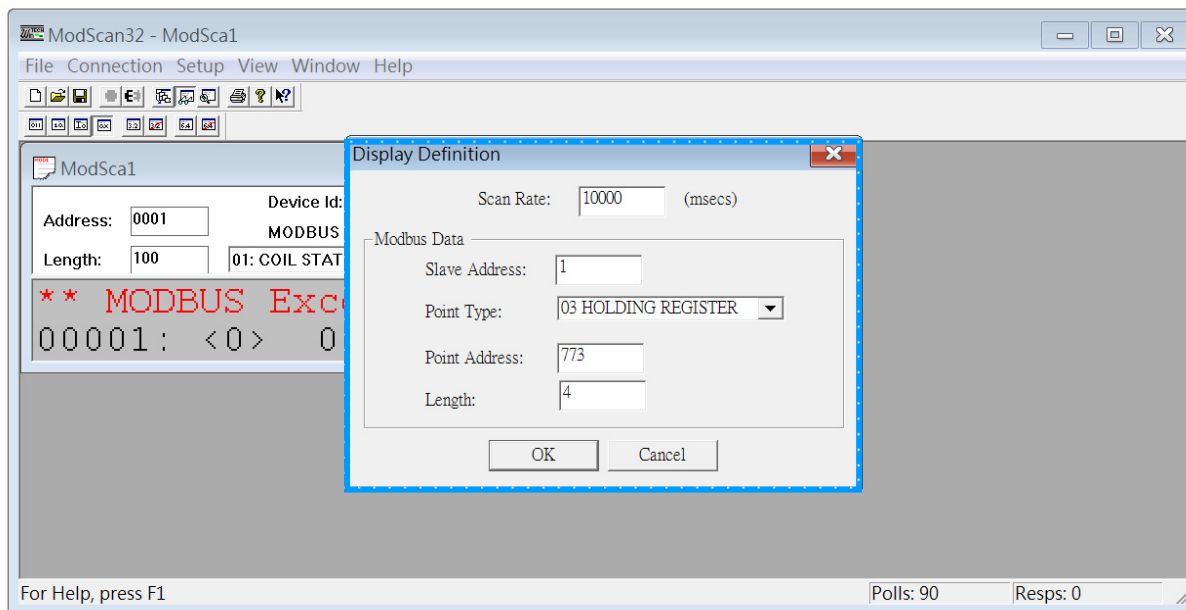 ModScan32 - ModSca1
File Connection Setup View Window Help
ModSca1
Address: 0001
Device Id:
MODBUS
Length: 100
01: COIL STAT
** MODBUS Exc
00001: <0> 0
Display Definition
Scan Rate: 10000 (msecs)
Modbus Data
Slave Address: 1
Point Type: 03 HOLDING REGISTER
Point Address: 773
Length: 4
OK Cancel
For Help, press F1
Polls: 90 Resps: 0